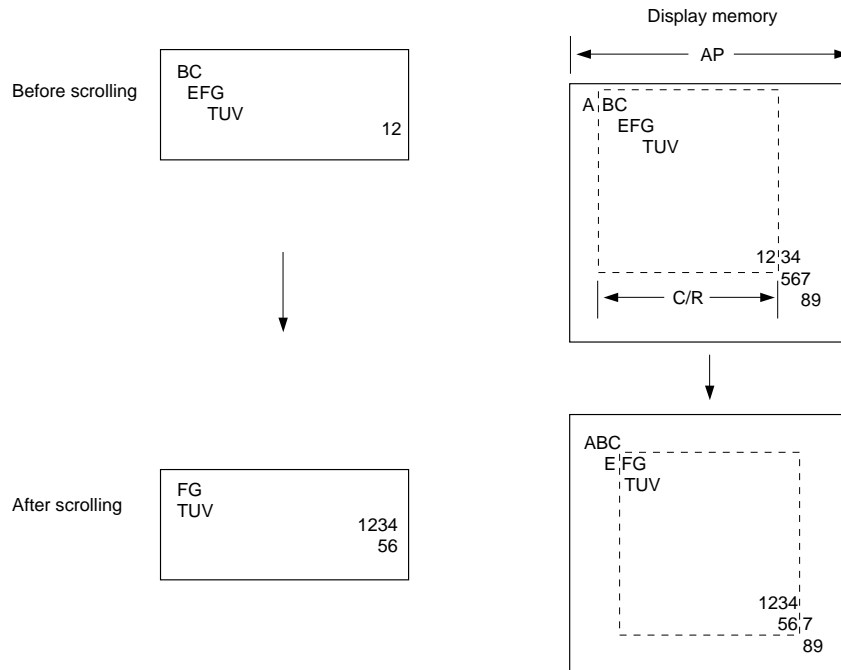 Display memory
AP
Before scrolling
BC
EFG
TUV
12
A BC
EFG
TUV
12 34
567
89
C/R
After scrolling
FG
TUV
1234
56
ABC
E FG
TUV
1234
56 7
89